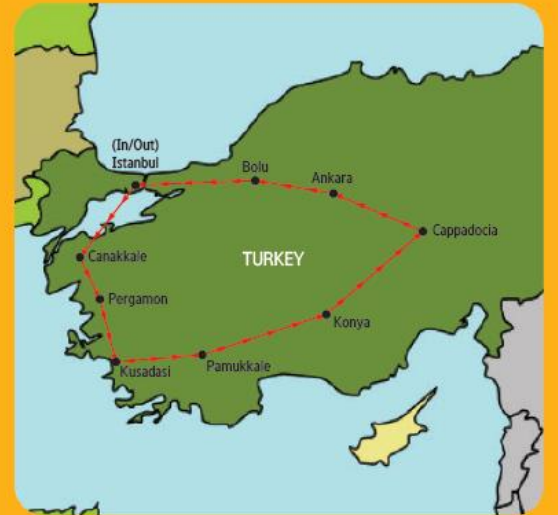 (In/Out)
Istanbul
Bolu
Ankara
Cappadocia
Canakkale
TURKEY
Pergamon
Konya
Kusadasi
Pamukkale